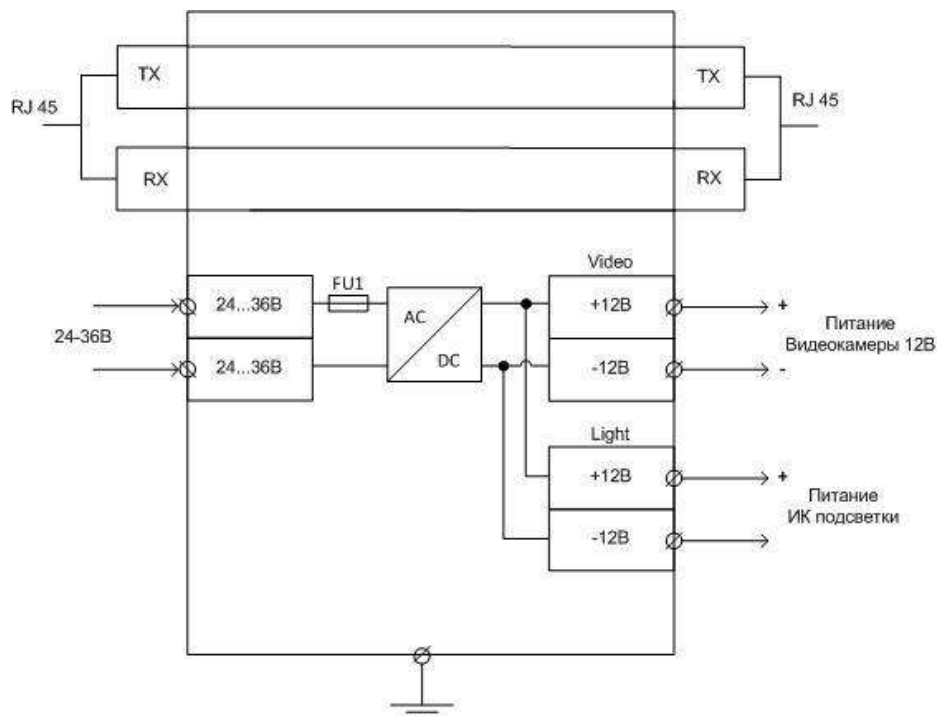 TX
TX
RJ 45
RJ 45
RX
RX
Video
FU1
24...36В
+12В
+
AC
24-36В
Питание
Видеокамеры 12В
DC
24...36В
-12В
-
Light
+12В
+
Питание
ИК подсветки
-12В